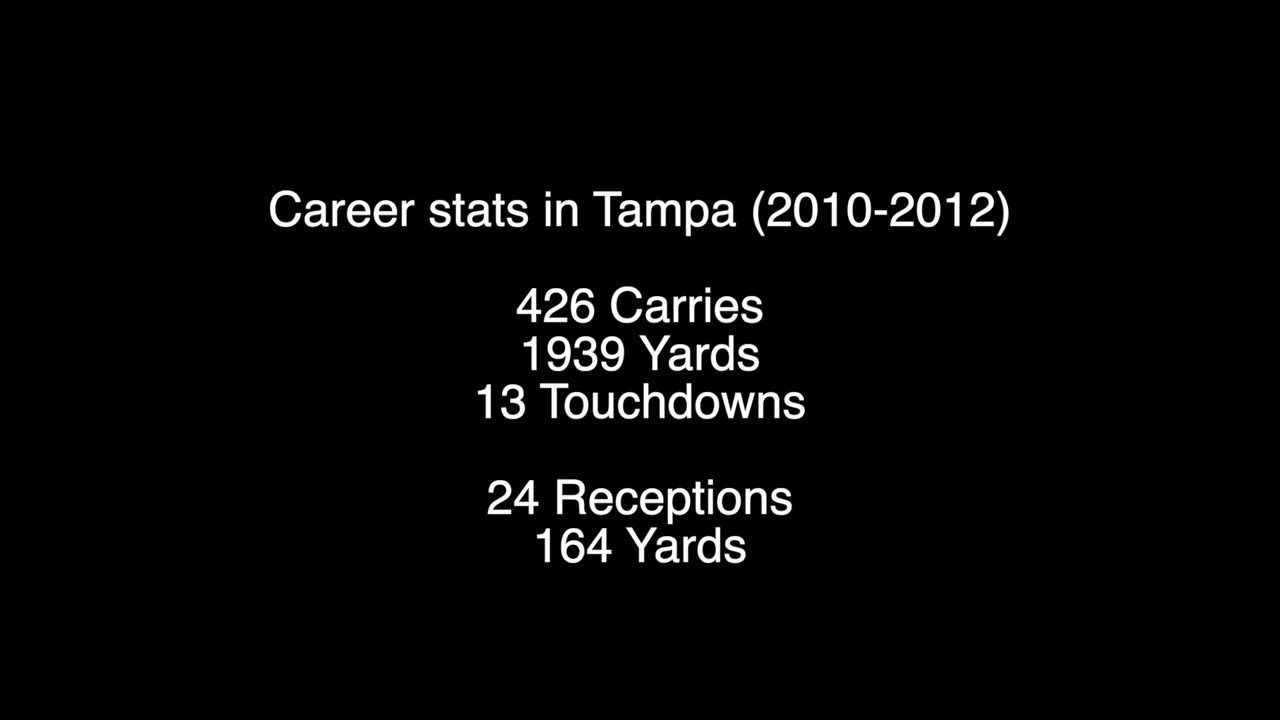 Career stats in Tampa (2010-2012)
426 Carries
1939 Yards
13 Touchdowns
24 Receptions
164 Yards